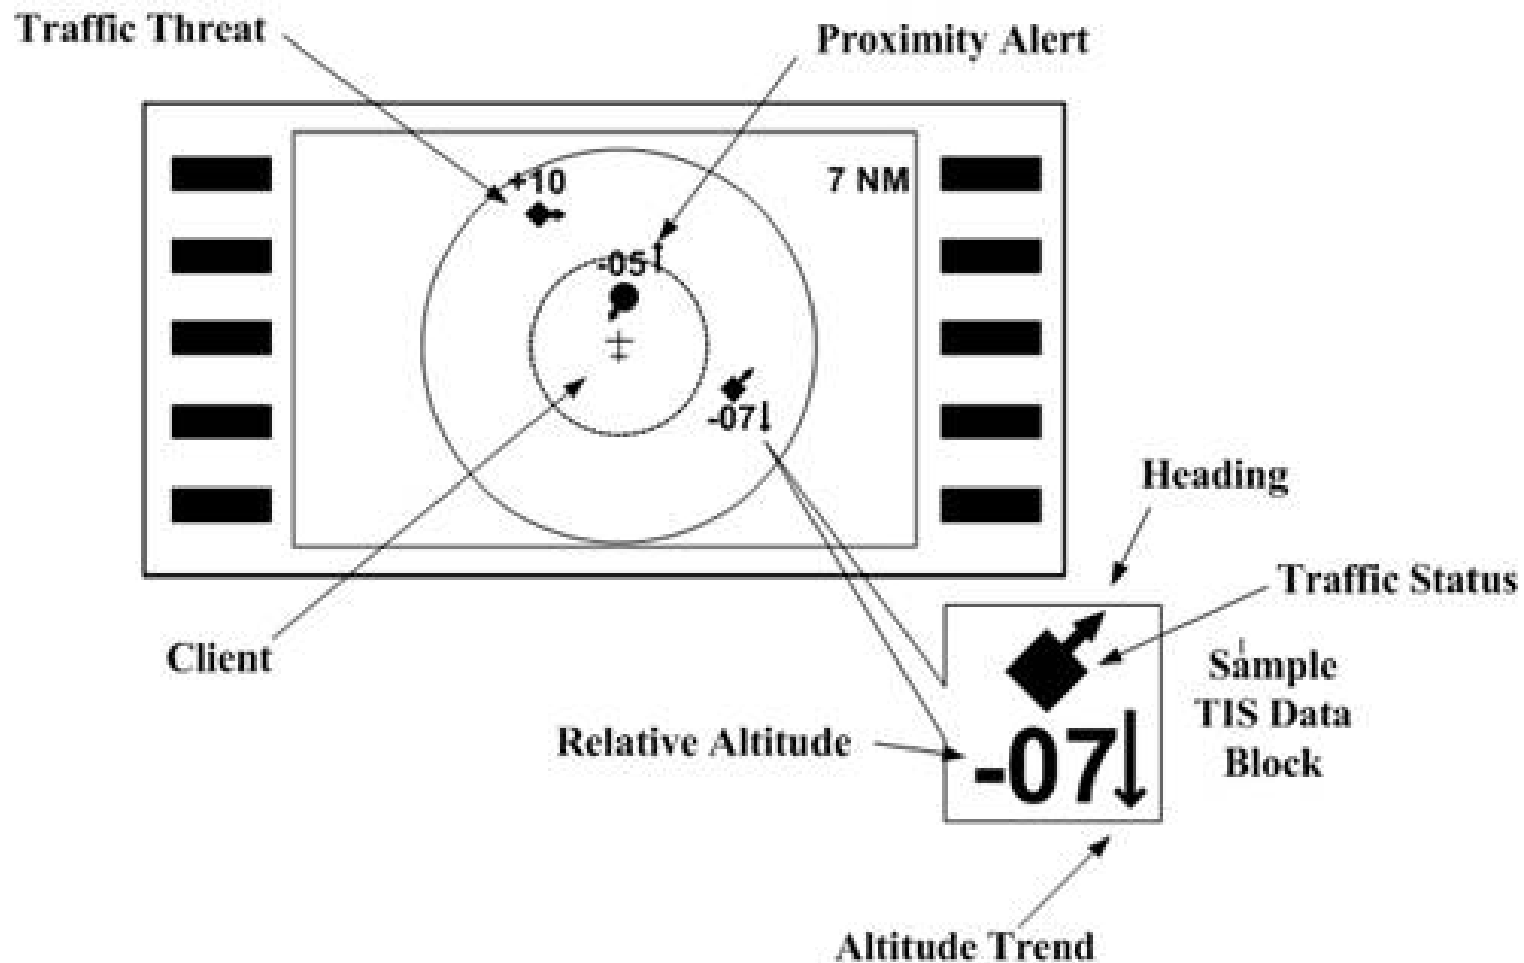 Traffic Threat
Proximity Alert
+10
7 NM
-05
-07
Heading
Traffic Status
Client
Sample
TIS Data
Block
Relative Altitude
-07
Altitude Trend